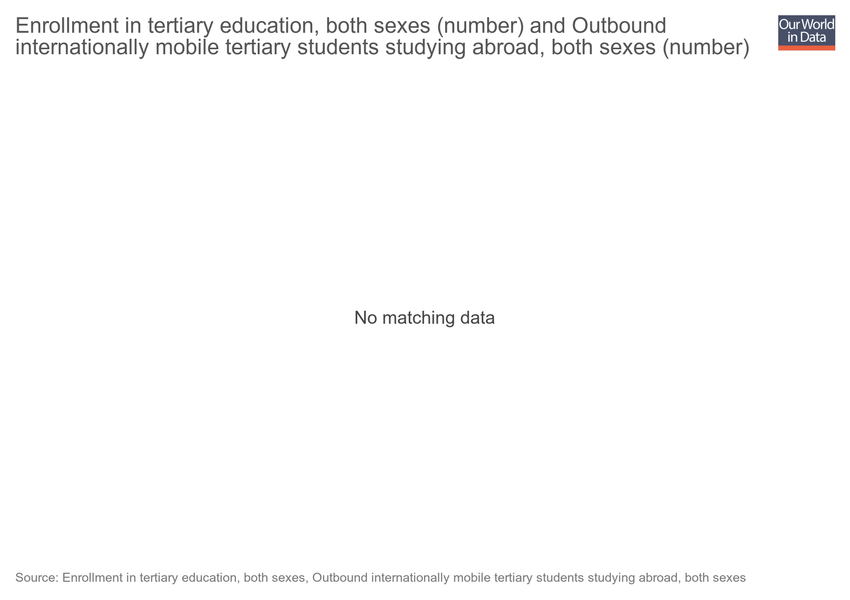 Enrollment in tertiary education, both sexes (number) and Outbound
internationally mobile tertiary students studying abroad, both sexes (number)
Our World
in Data
No matching data
Source: Enrollment in tertiary education, both sexes, Outbound internationally mobile tertiary students studying abroad, both sexes